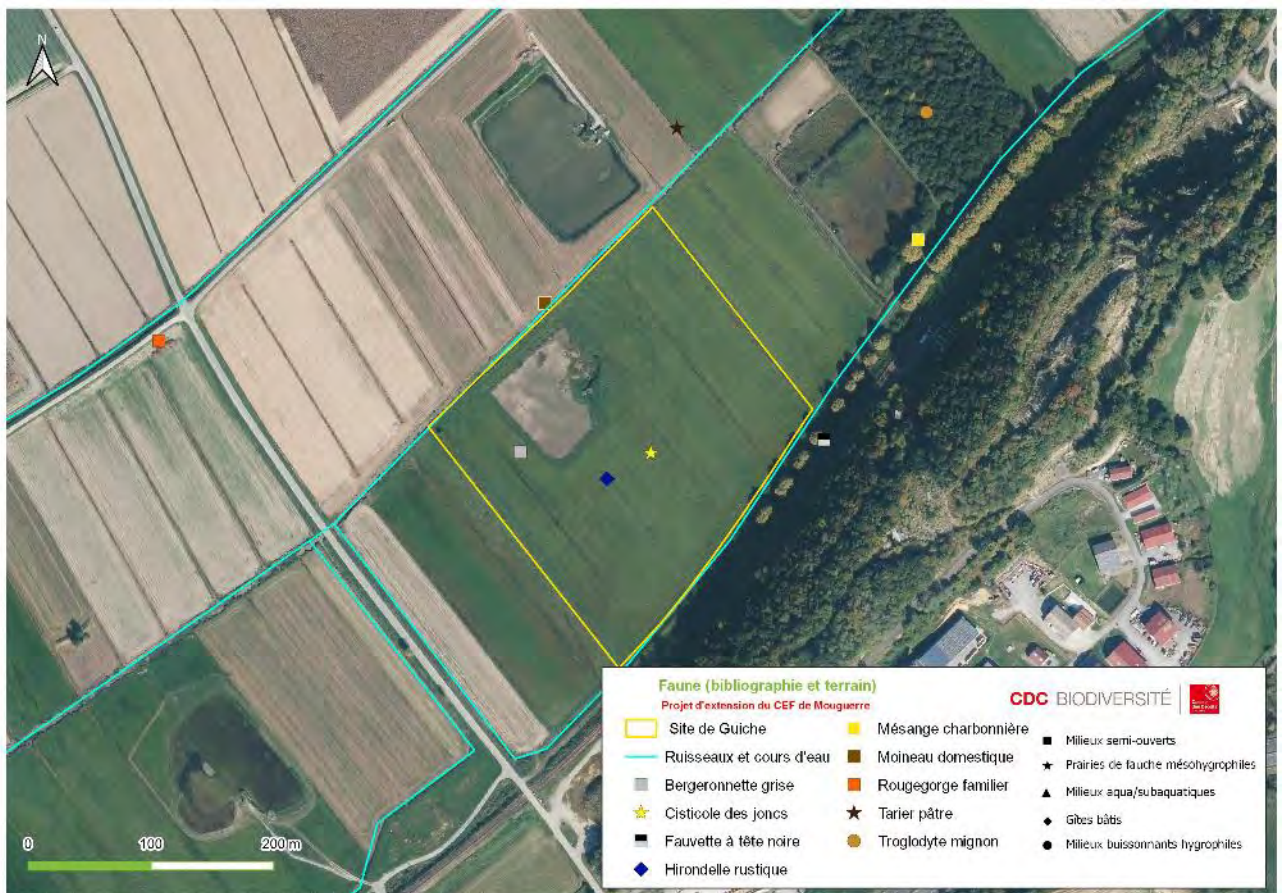 N
0 100 200 m
Faune (bibliographie et terrain)
Projet d'extension du CEF de Mouguerre
CDC BIODIVERSITÉ
Site de Guiche
Ruisseaux et cours d'eau
Bergeronnette grise
Cisticole des joncs
Fauvette à tête noire
Hirondelle rustique
Mésange charbonnière
Moineau domestique
Rougegorge familier
Tarier pâtre
Troglodyte mignon
Milieux semi-ouverts
Prairies de fauche mésohygrophiles
Milieux aqua/subaquatiques
Gîtes bâtis
Milieux buissonnants hygrophiles